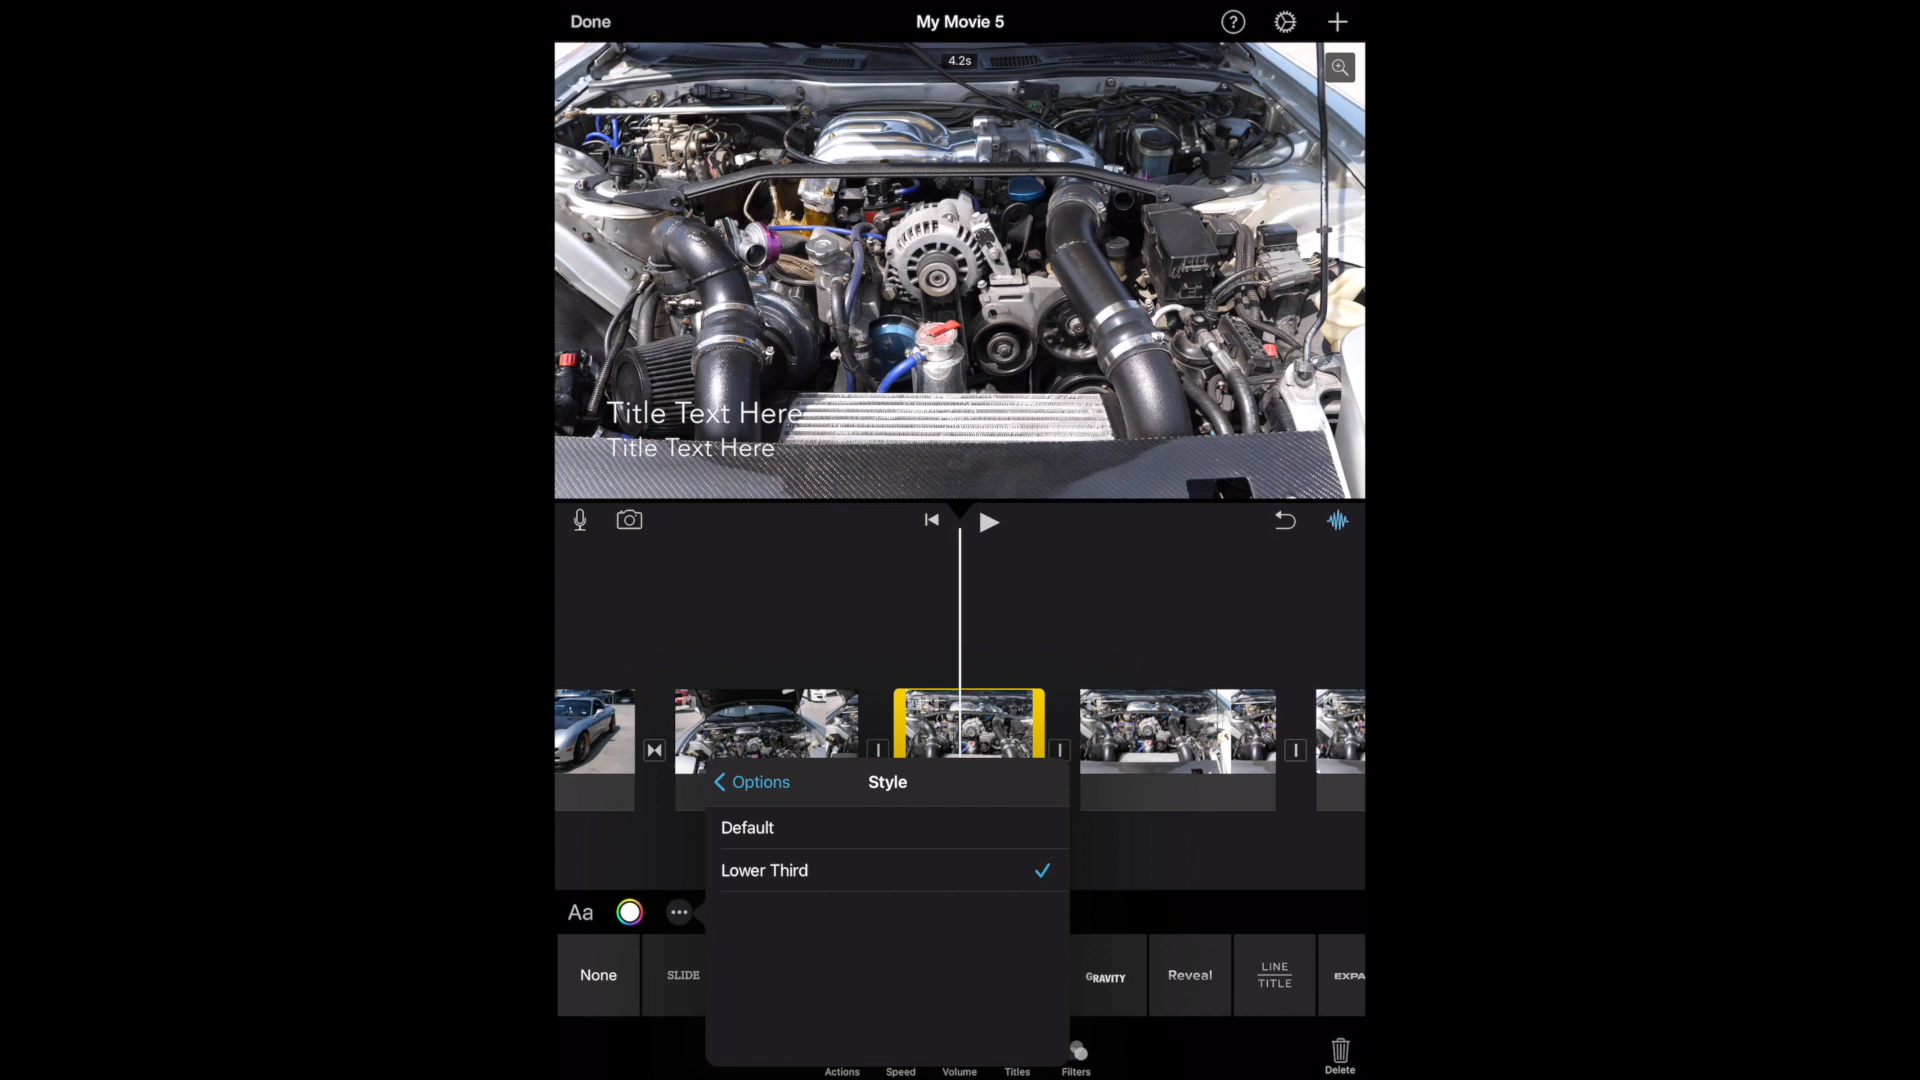 Done
My Movie 5
?
4.2s
Title Text Here
Title Text Here
Options
Style
Default
Lower Third
Aa
None
SLIDE
GRAVITY
Reveal
LINE
TITLE
EXPA
Actions
Speed
Volume
Titles
Filters
Delete